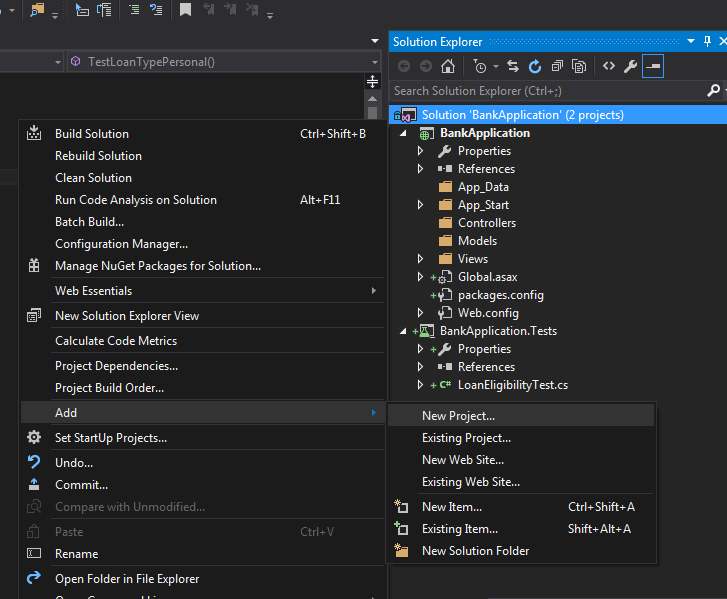 TestLoanTypePersonal()
Build Solution Ctrl+Shift+B
Rebuild Solution
Clean Solution
Run Code Analysis on Solution Alt+F11
Batch Build...
Configuration Manager...
Manage NuGet Packages for Solution...
Web Essentials
New Solution Explorer View
Calculate Code Metrics
Project Dependencies...
Project Build Order...
Add
Set StartUp Projects...
Undo...
Commit...
Compare with Unmodified...
Paste Ctrl+V
Rename
Open Folder in File Explorer
Solution Explorer
Search Solution Explorer (Ctrl+;)
Solution 'BankApplication' (2 projects)
BankApplication
Properties
References
App_Data
App_Start
Controllers
Models
Views
Global.asax
packages.config
Web.config
BankApplication.Tests
Properties
References
C# LoanEligibilityTest.cs
New Project...
Existing Project...
New Web Site...
Existing Web Site...
New Item... Ctrl+Shift+A
Existing Item... Shift+Alt+A
New Solution Folder